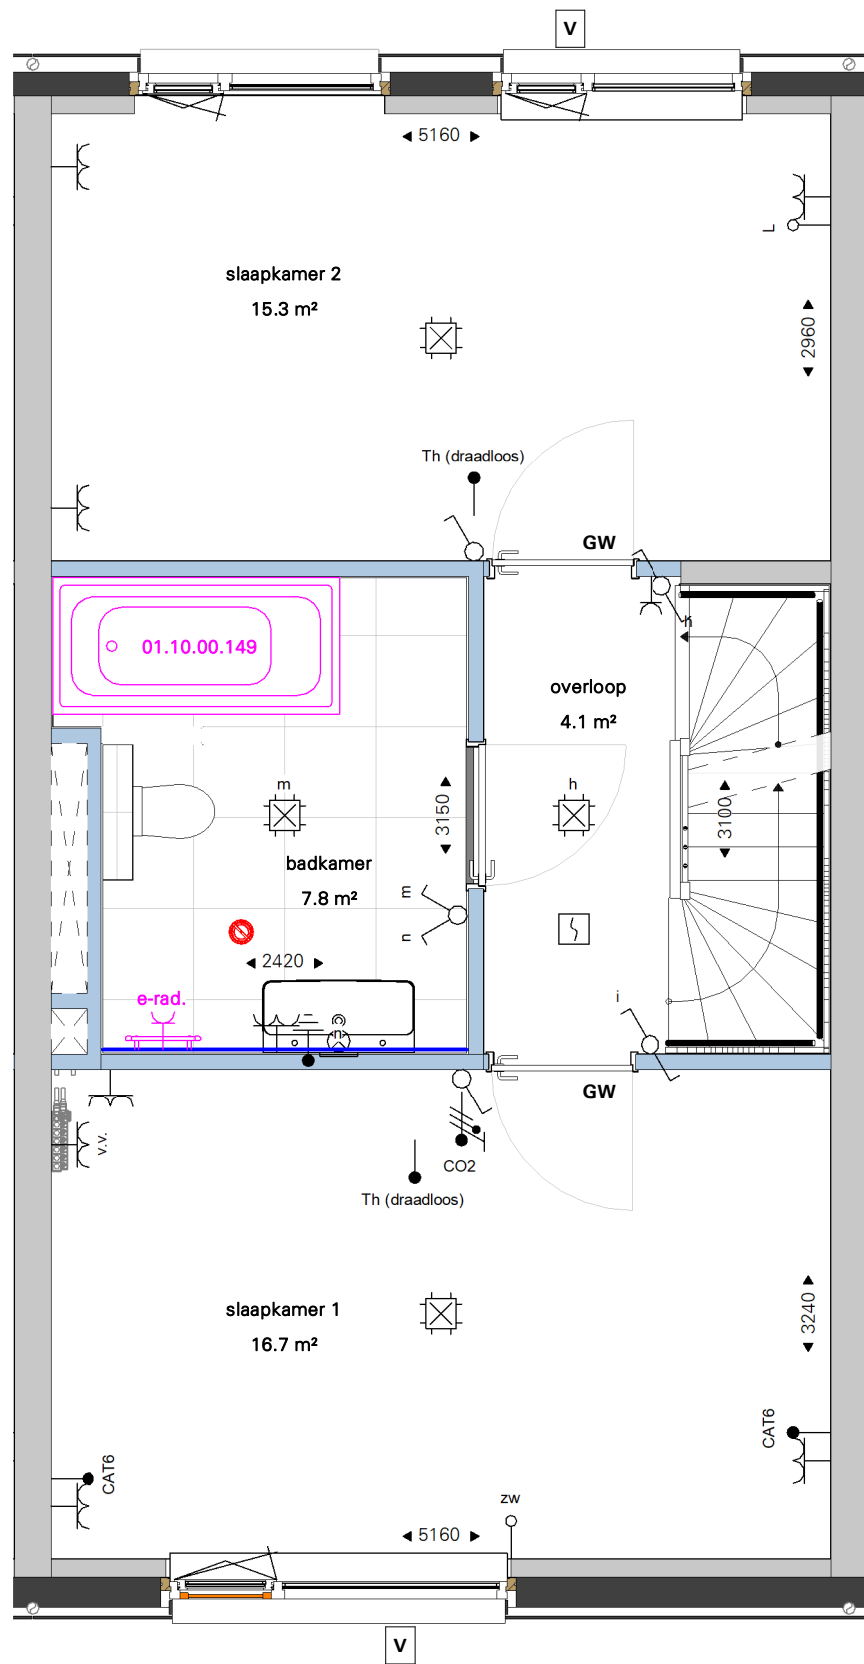 V
5160
L
slaapkamer 2
15.3 m²
2960
Th (draadloos)
GW
h
01.10.00.149
overloop
4.1 m²
m
h
3150
3100
badkamer
7.8 m²
m
n
2420
e-rad.
i
GW
v.v.
CO2
Th (draadloos)
slaapkamer 1
16.7 m²
3240
CAT6
CAT6
zw
5160
V